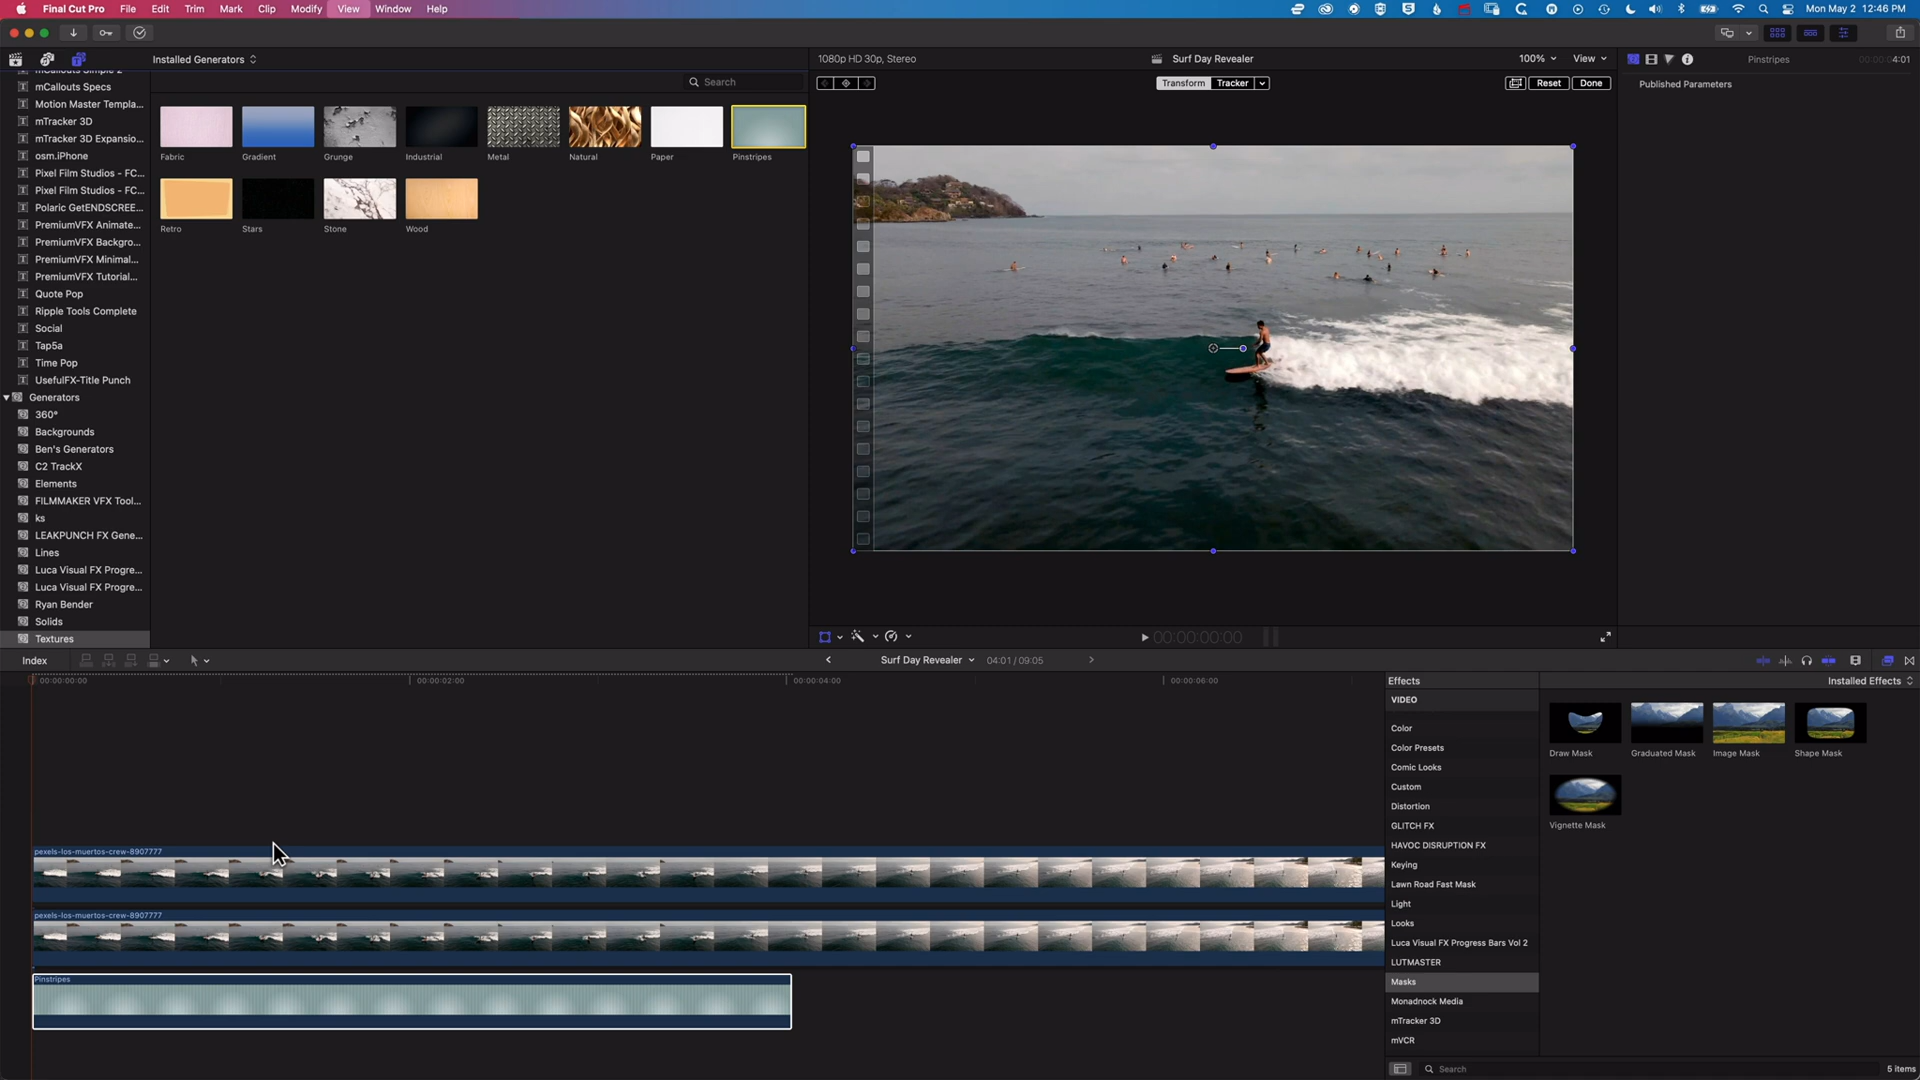 Final Cut Pro File Edit Trim Mark Clip Modify View Window Help Mon May 2 12:46 PM
Installed Generators
1080p HD 30p, Stereo
Surf Day Revealer
100%
View
Pinstripes
4:01
Search
Transform
Tracker
Reset
Done
Published Parameters
mCallouts Specs
Motion Master Templa...
mTracker 3D
mTracker 3D Expansio...
osm.iPhone
Pixel Film Studios - FC...
Pixel Film Studios - FC...
Polaric GetENDSCREE...
PremiumVFX Animate...
PremiumVFX Backgro...
PremiumVFX Minimal...
PremiumVFX Tutorial...
Quote Pop
Ripple Tools Complete
Social
Tap5a
Time Pop
UsefulFX-Title Punch
Generators
360°
Backgrounds
Ben's Generators
C2 TrackX
Elements
FILMMAKER VFX Tool...
ks
LEAKPUNCH FX Gene...
Lines
Luca Visual FX Progre...
Luca Visual FX Progre...
Ryan Bender
Solids
Textures
Fabric
Gradient
Grunge
Industrial
Metal
Natural
Paper
Pinstripes
Retro
Stars
Stone
Wood
00:00:00:00
Index
Surf Day Revealer
04:01 / 09:05
00:00:00:00
00:00:02:00
00:00:04:00
00:00:06:00
pexels-los-muertos-crew-8907777
pexels-los-muertos-crew-8907777
Pinstripes
Effects
Installed Effects
VIDEO
Color
Color Presets
Comic Looks
Custom
Distortion
GLITCH FX
HAVOC DISRUPTION FX
Keying
Lawn Road Fast Mask
Light
Looks
Luca Visual FX Progress Bars Vol 2
LUTMASTER
Masks
Monadnock Media
mTracker 3D
mVCR
Draw Mask
Graduated Mask
Image Mask
Shape Mask
Vignette Mask
Search
5 items